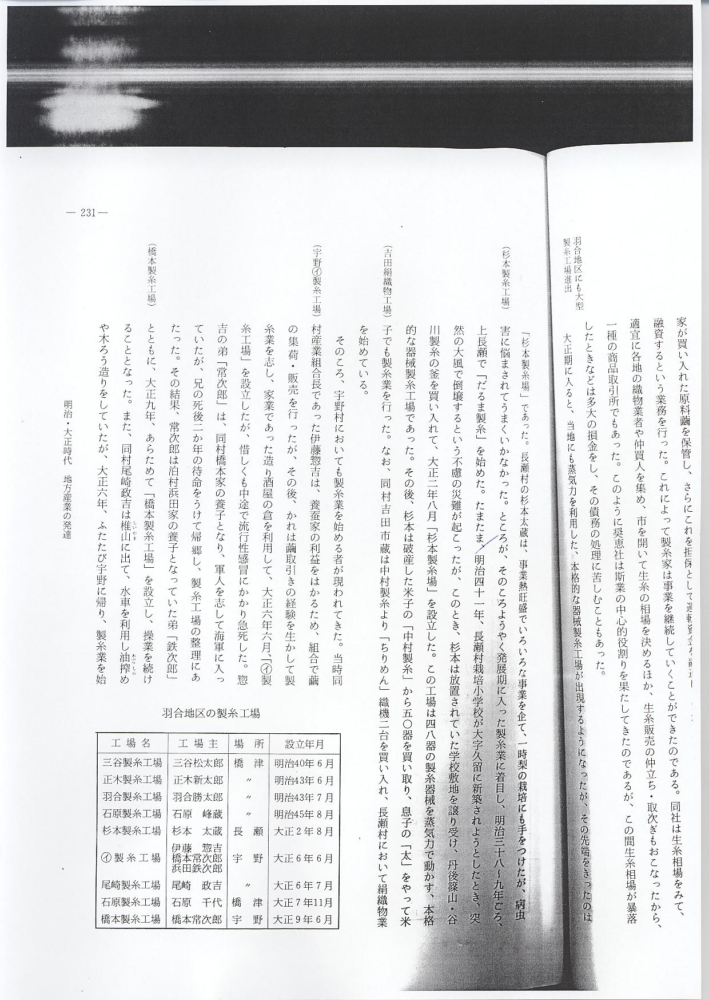 家が買い入れた原料繭を保管し、さらにこれを担保として運転資金を融通し
融資するという業務を行った。これによって製糸家は事業を継続していくことができたのである。同社は生糸相場をみて、
適宜に各地の織物業者や仲買人を集め、市を開いて生糸の相場を決めるほか、生糸販売の仲立ち・取次ぎもおこなったから、
一種の商品取引所でもあった。このように奨恵社は斯業の中心的役割りを果たしてきたのであるが、この間生糸相場が暴落
したときなどは多大の損金をし、その債務の処理に苦しむこともあった。
羽合地区にも大型
製糸工場進出
大正期に入ると、当地にも蒸気力を利用した、本格的な器械製糸工場が出現するようになったが、その先端をきったのは
「杉本製糸場」であった。長瀬村の杉本太蔵は、事業熱旺盛でいろいろな事業を企て、一時梨の栽培にも手をつけたが、病虫
(杉本製糸工場)
害に悩まされてうまくいかなかった。ところが、そのころようやく発展期に入った製糸業に着目し、明治三十八~九年ごろ、
上長瀬で「だるま製糸」を始めた。たまたま、明治四十一年、長瀬村栽培小学校が大字久留に新築されようとしたとき、突
然の大風で倒壊するという不慮の災難が起こったが、このとき、杉本は放置されていた学校敷地を譲り受け、丹後篠山・谷
川製糸の釜を買い入れて、大正二年八月「杉本製糸場」を設立した。この工場は四八器の製糸器械を蒸気力で動かす、本格
的な器械製糸工場であった。その後、杉本は破産した米子の「中村製糸」から五〇器を買い取り、息子の「太」をやって米
(吉田絹織物工場)
子でも製糸業を行った。なお、同村吉田市蔵は中村製糸より「ちりめん」織機二台を買い入れ、長瀬村において絹織物業
を始めている。
そのころ、宇野村においても製糸業を始める者が現われてきた。当時同
(宇野㋑製糸工場)
村産業組合長であった伊藤惣吉は、養蚕家の利益をはかるため、組合で繭
の集荷・販売を行ったが、その後、かれは繭取引きの経験を生かして製
糸業を志し、家業であった造り酒屋の倉を利用して、大正六年六月、「㋑製
糸工場」を設立したが、惜しくも中途で流行性感冒にかかり急死した。惣
吉の弟「常次郎」は、同村橋本家の養子となり、軍人を志して海軍に入っ
ていたが、兄の死後二か年の待命をうけて帰郷し、製糸工場の整理にあ
たった。その結果、常次郎は泊村浜田家の養子となっていた弟「鉄次郎」
(橋本製糸工場)
とともに、大正九年、あらためて「橋本製糸工場」を設立し、操業を続け
ることとなった。また、同村尾崎政吉は椎山に出て、水車を利用し油搾め
しいやま
あぶらしめ
や木ろう造りをしていたが、大正六年、ふたたび宇野に帰り、製糸業を始
羽合地区の製糸工場
工場名 工場主 場所 設立年月
三谷製糸工場 三谷松太郎 橋津 明治40年6月
正木製糸工場 正木新太郎 〃 明治43年6月
羽合製糸工場 羽合勝太郎 〃 明治43年7月
石原製糸工場 石原 峰蔵 〃 明治45年8月
杉本製糸工場 杉本 太蔵 長瀬 大正2年8月
㋑製糸工場 伊藤 惣吉 橋本常次郎 浜田鉄次郎 宇野 大正6年6月
尾崎製糸工場 尾崎 政吉 〃 大正6年7月
石原製糸工場 石原 千代 橋津 大正7年11月
橋本製糸工場 橋本常次郎 宇野 大正9年6月
明治・大正時代 地方産業の発達
— 231 —